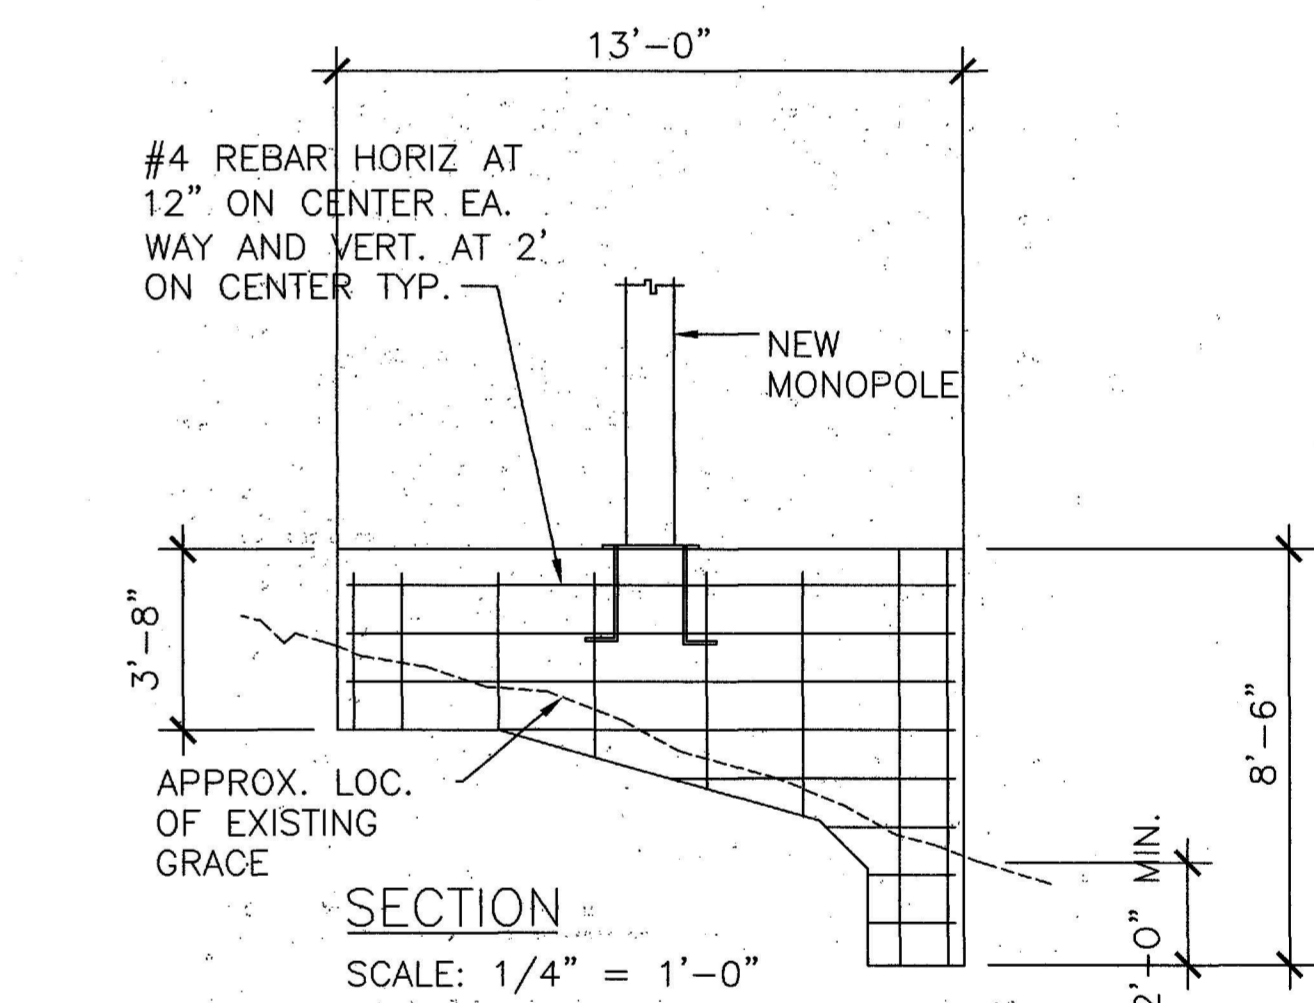 13'-0"
#4 REBAR HORIZ AT
12" ON CENTER EA.
WAY AND VERT. AT 2'
ON CENTER TYP.
NEW
MONOPOLE
3'-8"
8'-6"
2'-0" MIN.
APPROX. LOC.
OF EXISTING
GRACE
SECTION
SCALE: 1/4" = 1'-0"